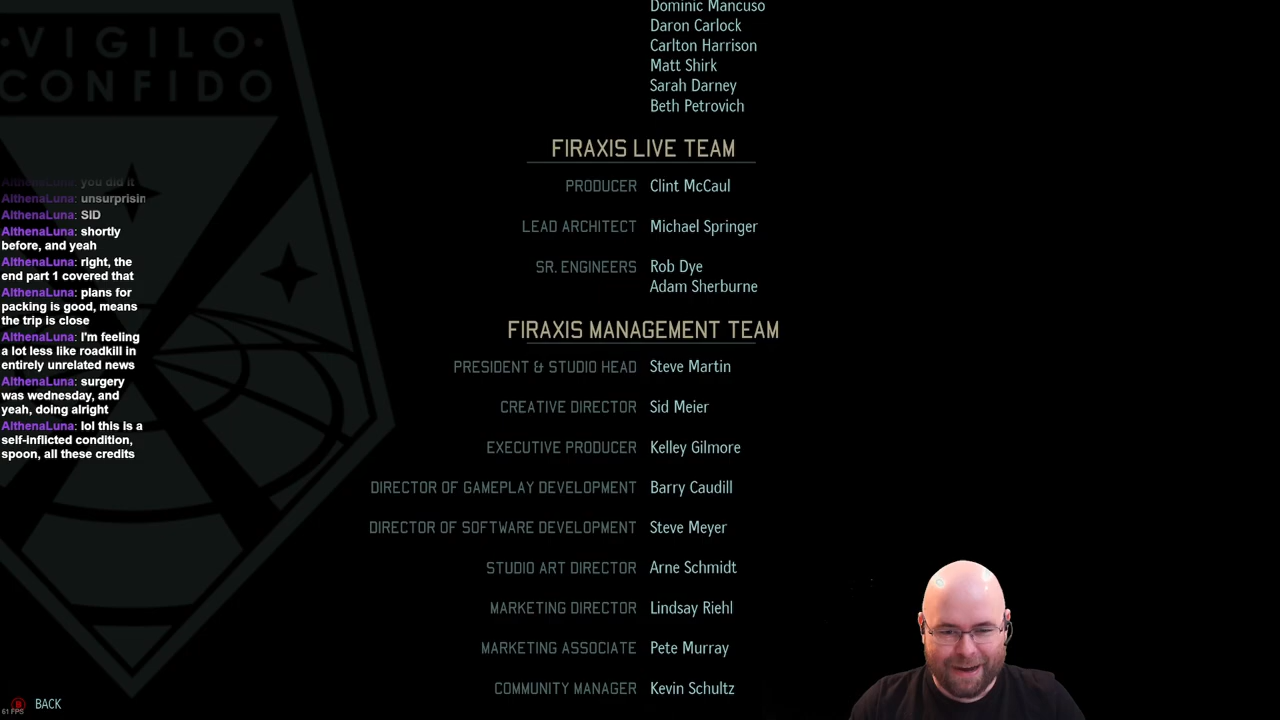 ·VIGILO·
CONFIDO
Dominic Mancuso
Daron Carlock
Carlton Harrison
Matt Shirk
Sarah Darney
Beth Petrovich
FIRAXIS LIVE TEAM
PRODUCER Clint McCaul
LEAD ARCHITECT Michael Springer
SR. ENGINEERS Rob Dye
Adam Sherburne
FIRAXIS MANAGEMENT TEAM
PRESIDENT & STUDIO HEAD Steve Martin
CREATIVE DIRECTOR Sid Meier
EXECUTIVE PRODUCER Kelley Gilmore
DIRECTOR OF GAMEPLAY DEVELOPMENT Barry Caudill
DIRECTOR OF SOFTWARE DEVELOPMENT Steve Meyer
STUDIO ART DIRECTOR Arne Schmidt
MARKETING DIRECTOR Lindsay Riehl
MARKETING ASSOCIATE Pete Murray
COMMUNITY MANAGER Kevin Schultz
AlthenaLuna: you did it
AlthenaLuna: unsurprisin
AlthenaLuna: SID
AlthenaLuna: shortly
before, and yeah
AlthenaLuna: right, the
end part 1 covered that
AlthenaLuna: plans for
packing is good, means
the trip is close
AlthenaLuna: I'm feeling
a lot less like roadkill in
entirely unrelated news
AlthenaLuna: surgery
was wednesday, and
yeah, doing alright
AlthenaLuna: lol this is a
self-inflicted condition,
spoon, all these credits
B BACK
61 FPS